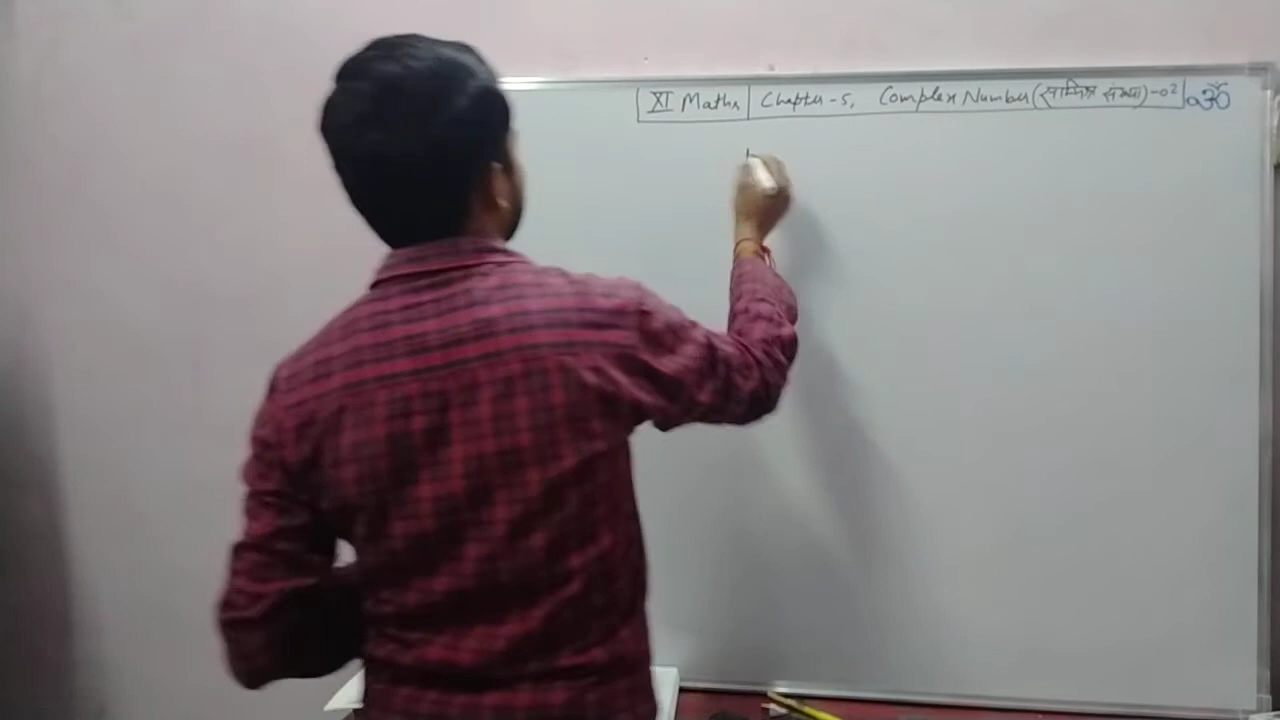 XI Maths | Chapter-5, Complex Number (सम्मिश्र संख्या)-02 | ॐ